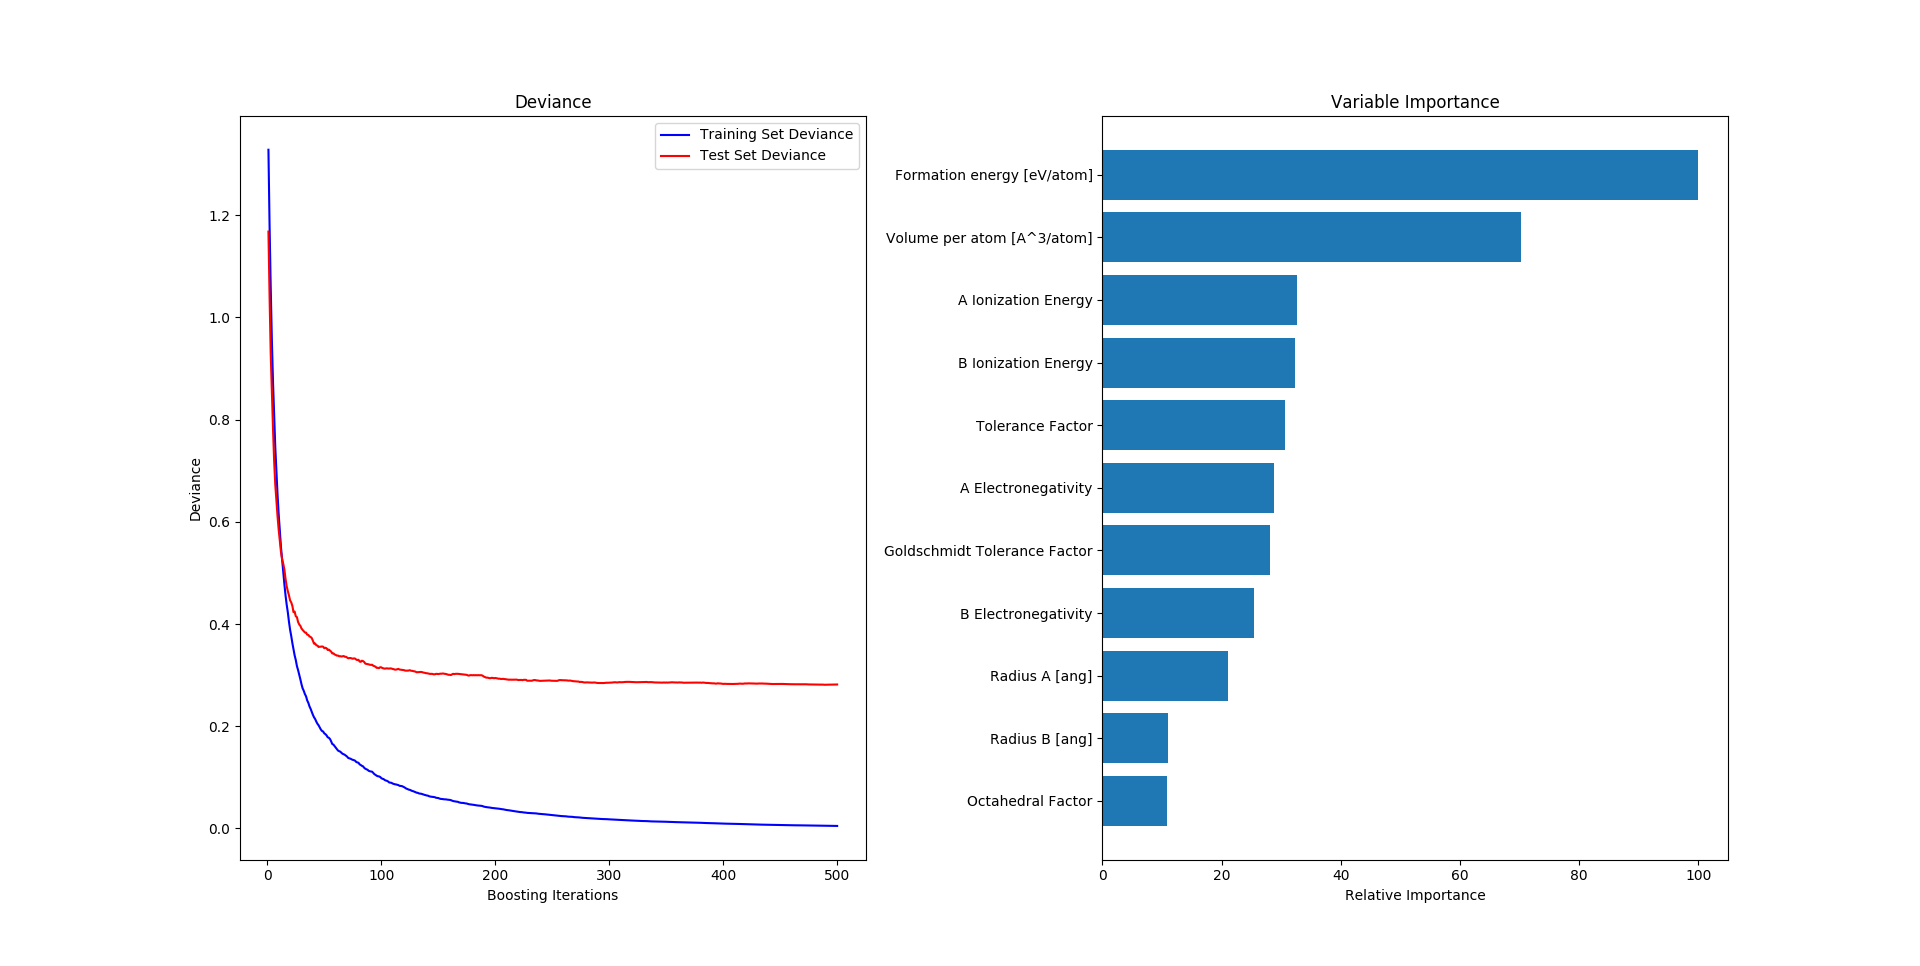 Deviance
Training Set Deviance
Test Set Deviance
1.2
1.0
0.8
0.6
0.4
0.2
0.0
Deviance
0 100 200 300 400 500
Boosting Iterations
Variable Importance
Formation energy [eV/atom]
Volume per atom [A^3/atom]
A Ionization Energy
B Ionization Energy
Tolerance Factor
A Electronegativity
Goldschmidt Tolerance Factor
B Electronegativity
Radius A [ang]
Radius B [ang]
Octahedral Factor
0 20 40 60 80 100
Relative Importance